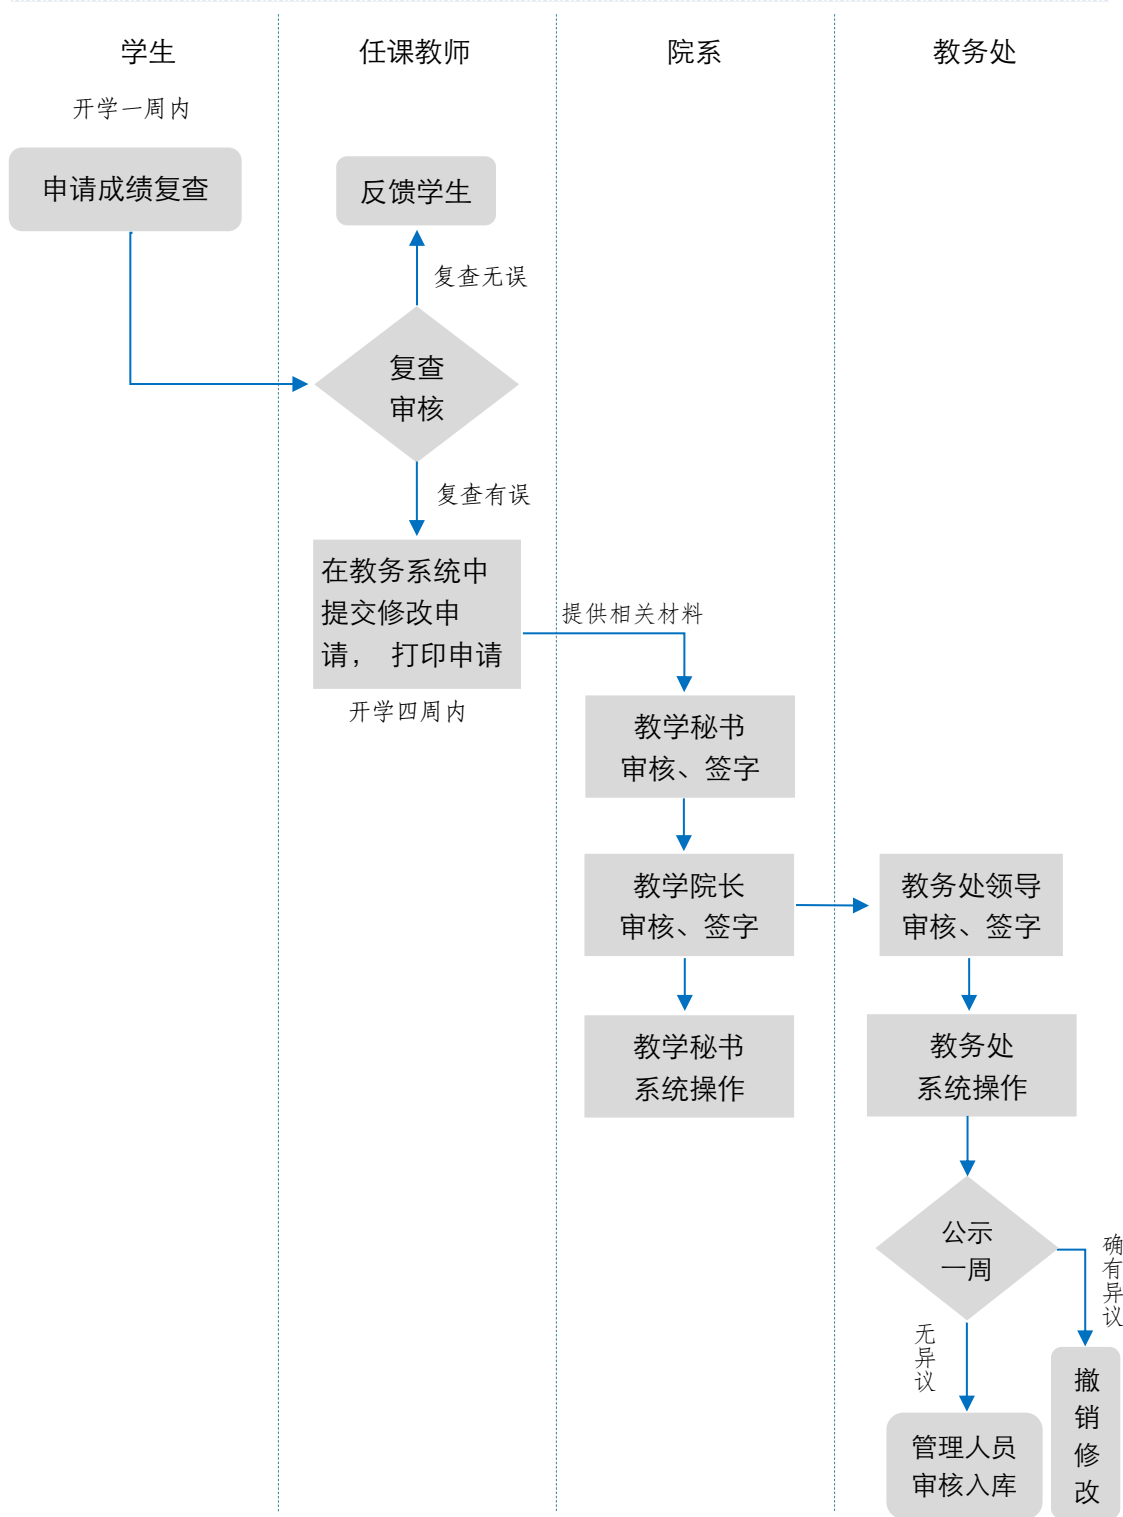 学生
任课教师
院系
教务处
开学一周内
申请成绩复查
反馈学生
复查无误
复查
审核
复查有误
在教务系统中
提交修改申
请， 打印申请
开学四周内
提供相关材料
教学秘书
审核、签字
教学院长
审核、签字
教务处领导
审核、签字
教学秘书
系统操作
教务处
系统操作
公示
一周
确有异议
无异议
撤销修改
管理人员
审核入库